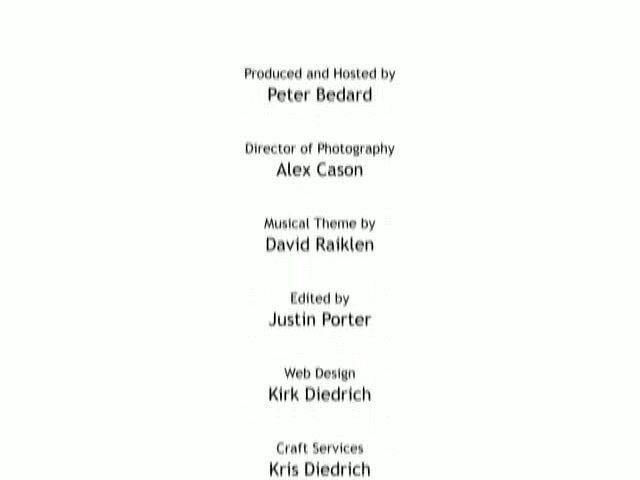 Produced and Hosted by
Peter Bedard
Director of Photography
Alex Cason
Musical Theme by
David Raiklen
Edited by
Justin Porter
Web Design
Kirk Diedrich
Craft Services
Kris Diedrich